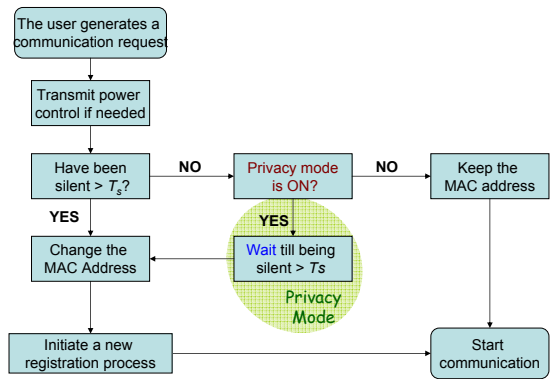 The user generates a
communication request
Transmit power
control if needed
Have been
silent > Ts?
NO
Privacy mode
is ON?
NO
Keep the
MAC address
YES
YES
Change the
MAC Address
Wait till being
silent > Ts
Privacy
Mode
Initiate a new
registration process
Start
communication